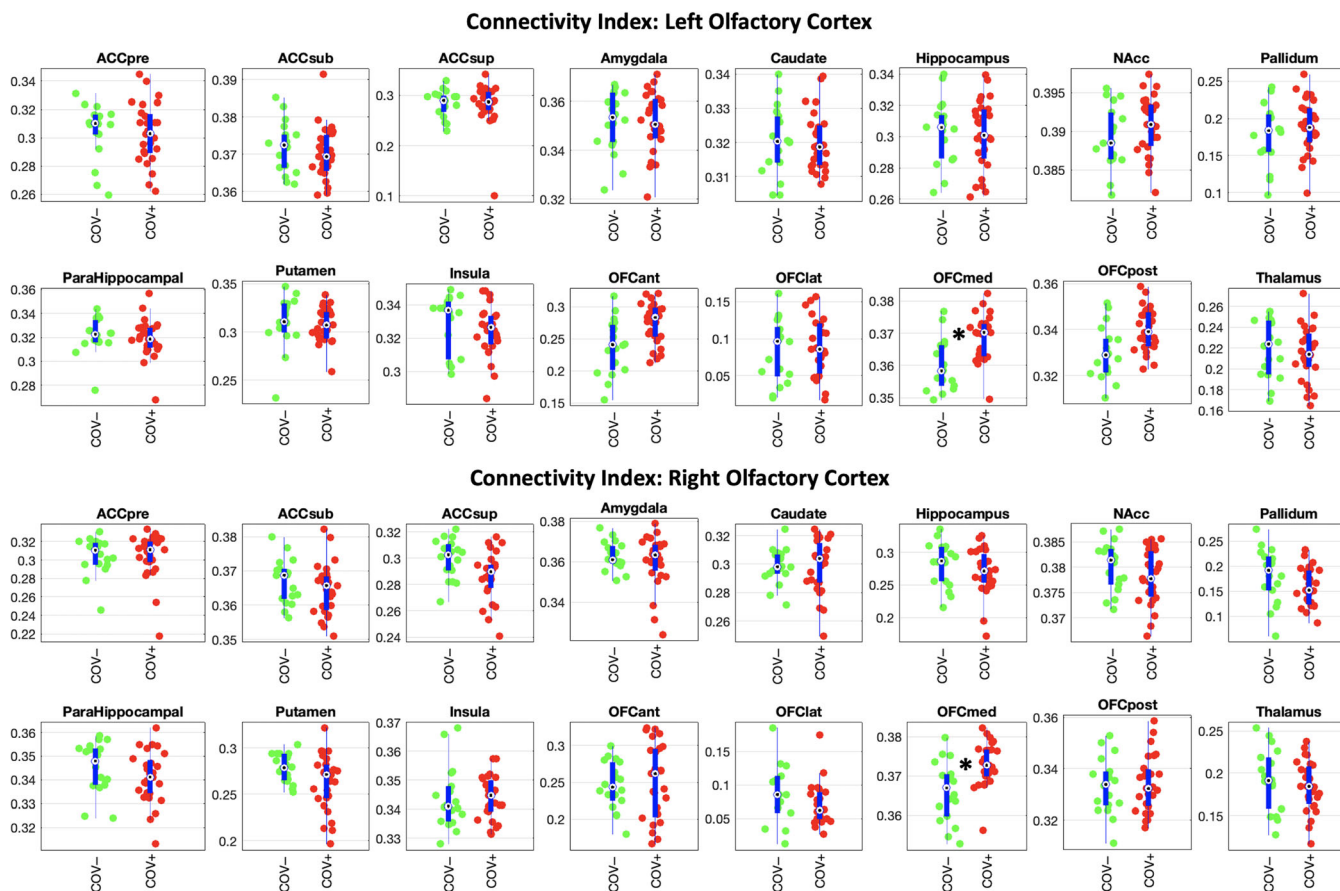 Connectivity Index: Left Olfactory Cortex
ACCpre ACCsub ACCsup Amygdala Caudate Hippocampus NAcc Pallidum
0.34 0.39 0.3 0.36 0.34 0.34 0.395 0.25
0.32 0.38 0.2 0.34 0.33 0.32 0.39 0.2
0.3 0.37 0.1 0.32 0.32 0.3 0.385 0.15
0.28 0.36 0.31 0.28 0.1
0.26 0.26
COV− COV+ COV− COV+ COV− COV+ COV− COV+ COV− COV+ COV− COV+ COV− COV+ COV− COV+
ParaHippocampal Putamen Insula OFCant OFClat OFCmed OFCpost Thalamus
0.36 0.35 0.34 0.3 0.15 0.38 0.36 0.26
0.34 0.3 0.32 0.25 0.1 0.37 0.34 0.24
0.32 0.25 0.3 0.2 0.05 0.36 0.32 0.22
0.3 0.15 0.35 0.2
0.28 0.18
0.16
*
COV− COV+ COV− COV+ COV− COV+ COV− COV+ COV− COV+ COV− COV+ COV− COV+ COV− COV+
Connectivity Index: Right Olfactory Cortex
ACCpre ACCsub ACCsup Amygdala Caudate Hippocampus NAcc Pallidum
0.32 0.38 0.32 0.38 0.32 0.3 0.385 0.25
0.3 0.37 0.3 0.36 0.3 0.25 0.38 0.2
0.28 0.36 0.28 0.34 0.28 0.2 0.375 0.15
0.26 0.35 0.26 0.26 0.37 0.1
0.24 0.24
0.22
COV− COV+ COV− COV+ COV− COV+ COV− COV+ COV− COV+ COV− COV+ COV− COV+ COV− COV+
ParaHippocampal Putamen Insula OFCant OFClat OFCmed OFCpost Thalamus
0.36 0.3 0.37 0.3 0.15 0.38 0.36 0.25
0.35 0.2 0.36 0.25 0.1 0.37 0.34 0.2
0.34 0.35 0.2 0.05 0.36 0.32 0.15
0.33 0.34
0.32 0.33
*
COV− COV+ COV− COV+ COV− COV+ COV− COV+ COV− COV+ COV− COV+ COV− COV+ COV− COV+